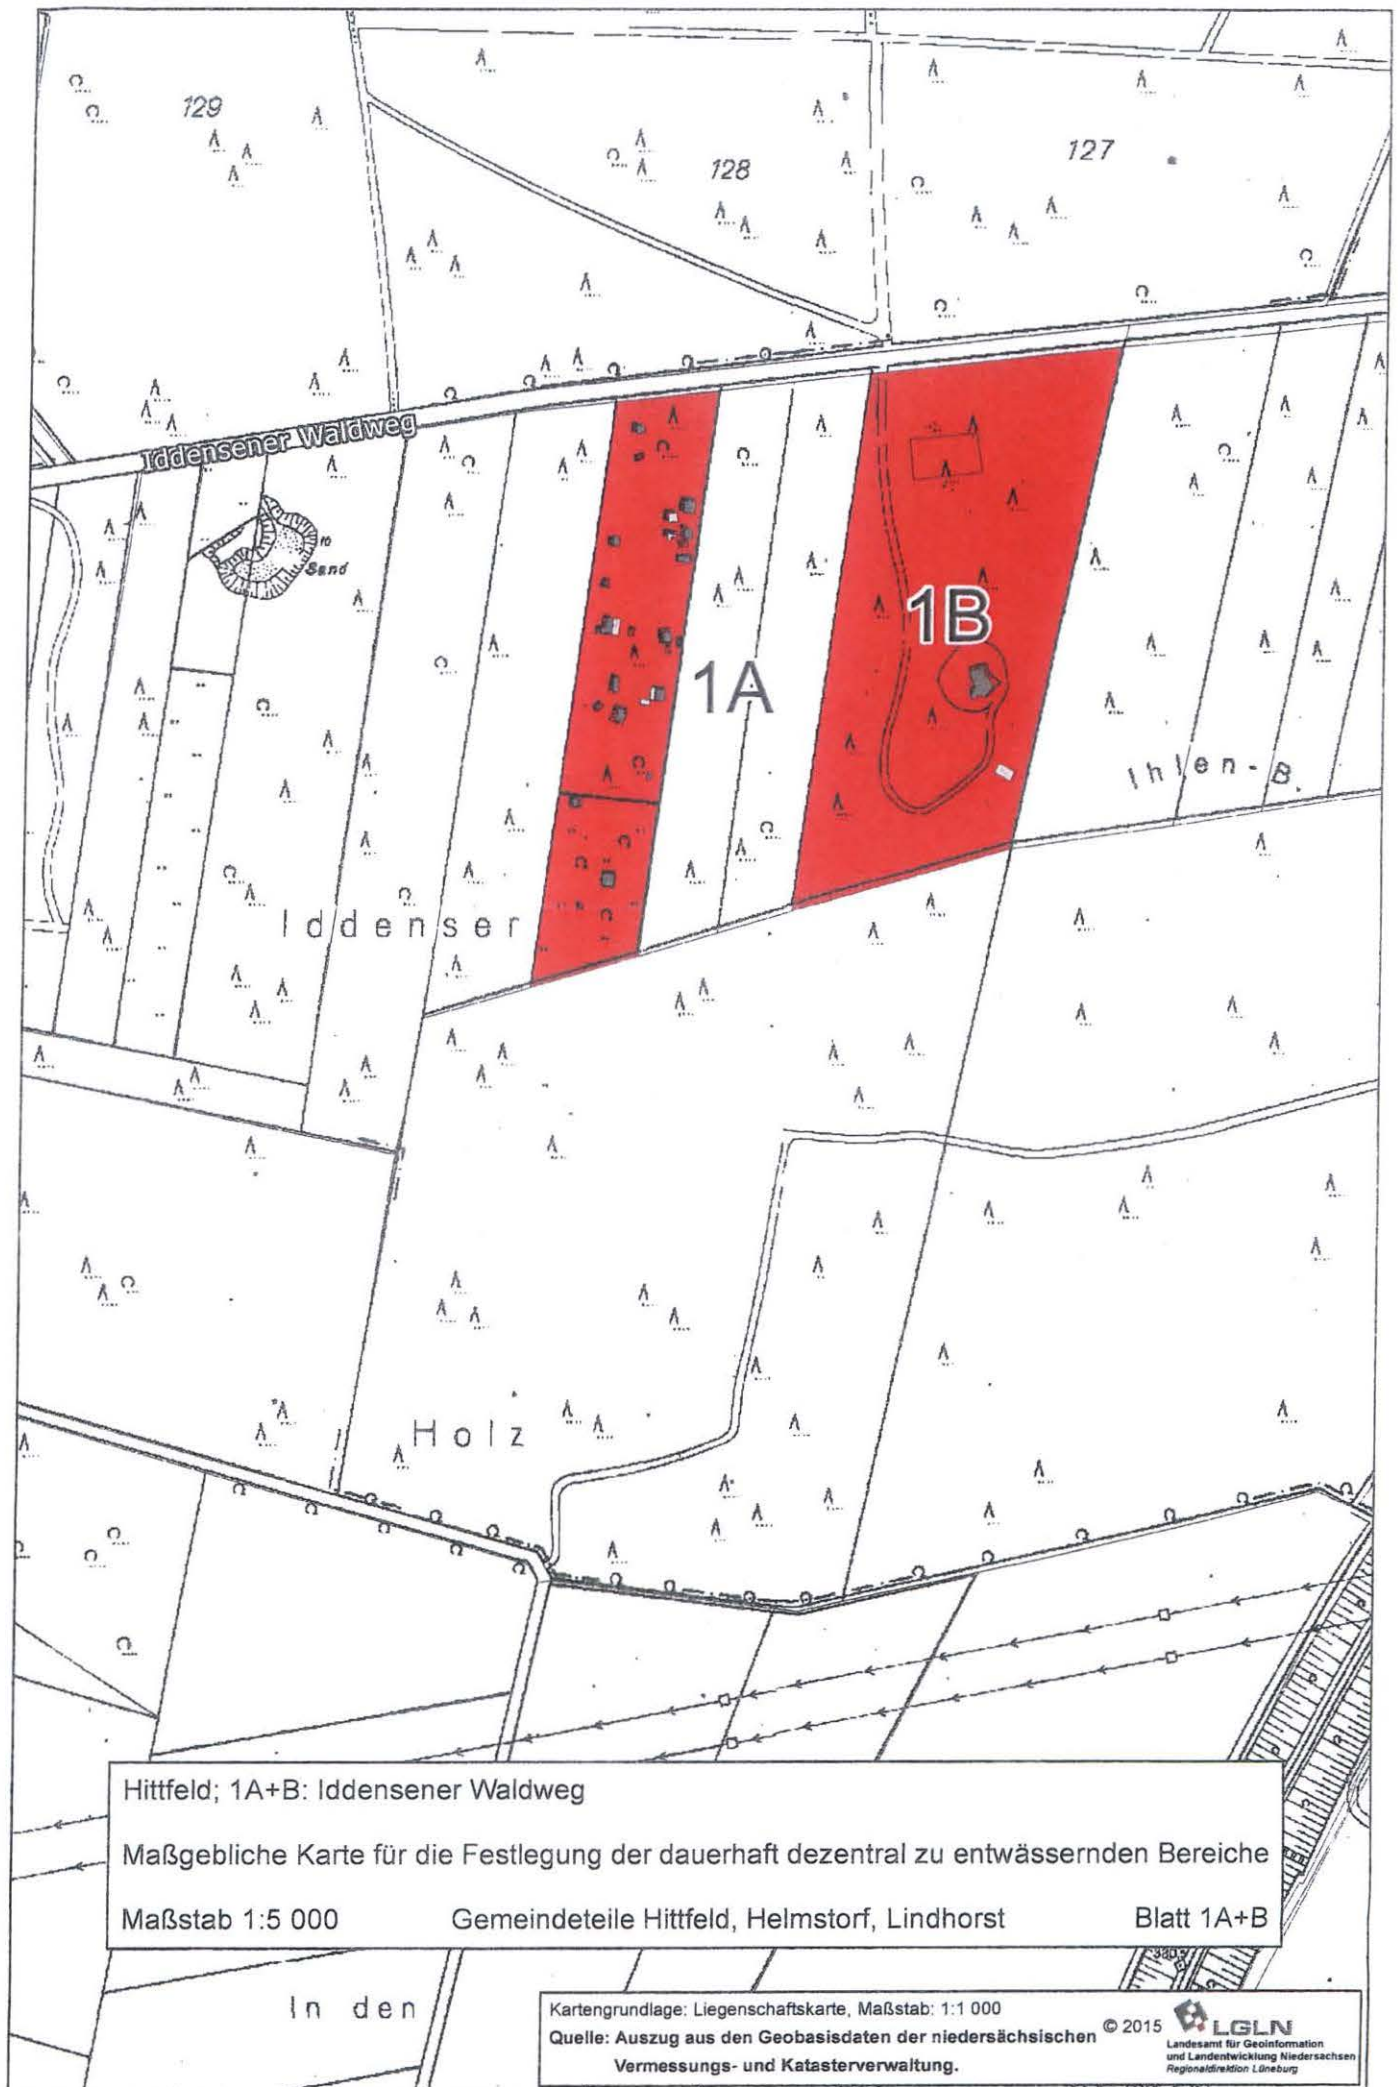 129
128
127
Iddensener Waldweg
Sand
1B
1A
Ihlen-B.
Iddenser
Holz
Hittfeld; 1A+B: Iddensener Waldweg
Maßgebliche Karte für die Festlegung der dauerhaft dezentral zu entwässernden Bereiche
Maßstab 1:5 000 Gemeindeteile Hittfeld, Helmstorf, Lindhorst Blatt 1A+B
In den
Kartengrundlage: Liegenschaftskarte, Maßstab: 1:1 000
Quelle: Auszug aus den Geobasisdaten der niedersächsischen
Vermessungs- und Katasterverwaltung.
© 2015
LGLN
Landesamt für Geoinformation
und Landentwicklung Niedersachsen
Regionaldirektion Lüneburg